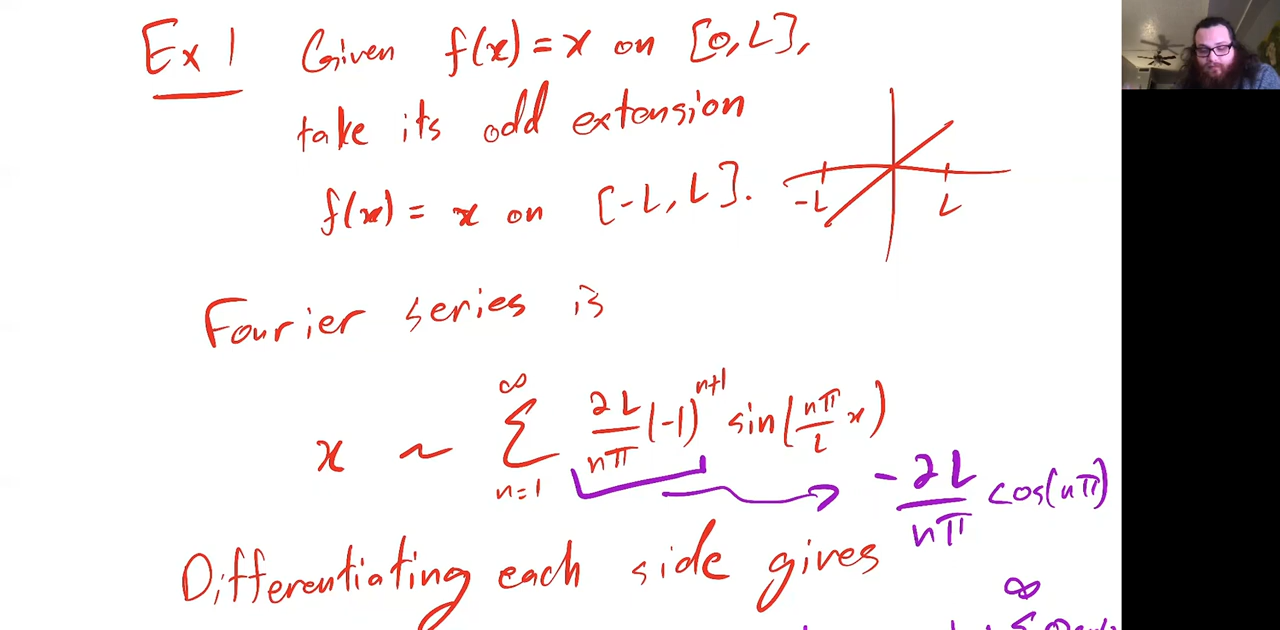 Ex 1 Given f(x) = x on [0, L],
take its odd extension
f(x) = x on [-L, L].
-L L
Fourier series is
x ~ ∞ Σ n=1 2L/nπ (-1)^n+1 sin(nπ/L x)
-2L/nπ cos(nπ)
Differentiating each side gives
∞